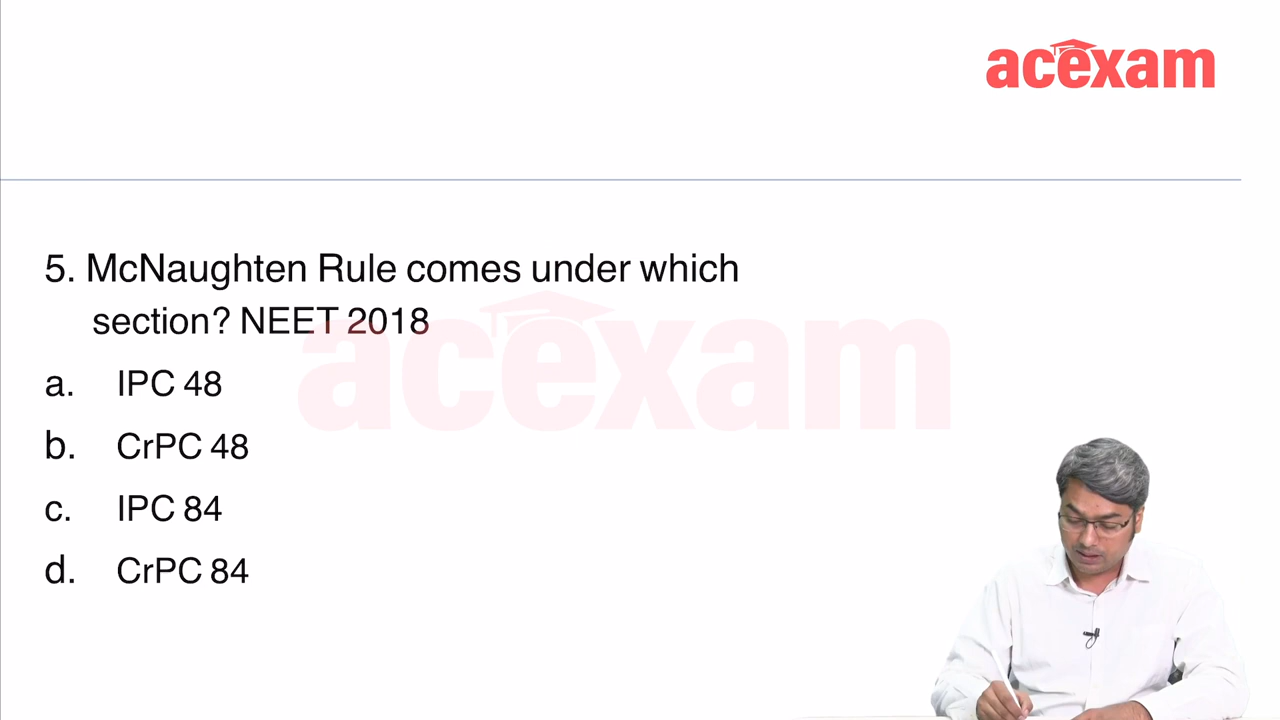 acexam
5. McNaughten Rule comes under which
section? NEET 2018
acexam
a. IPC 48
b. CrPC 48
c. IPC 84
d. CrPC 84